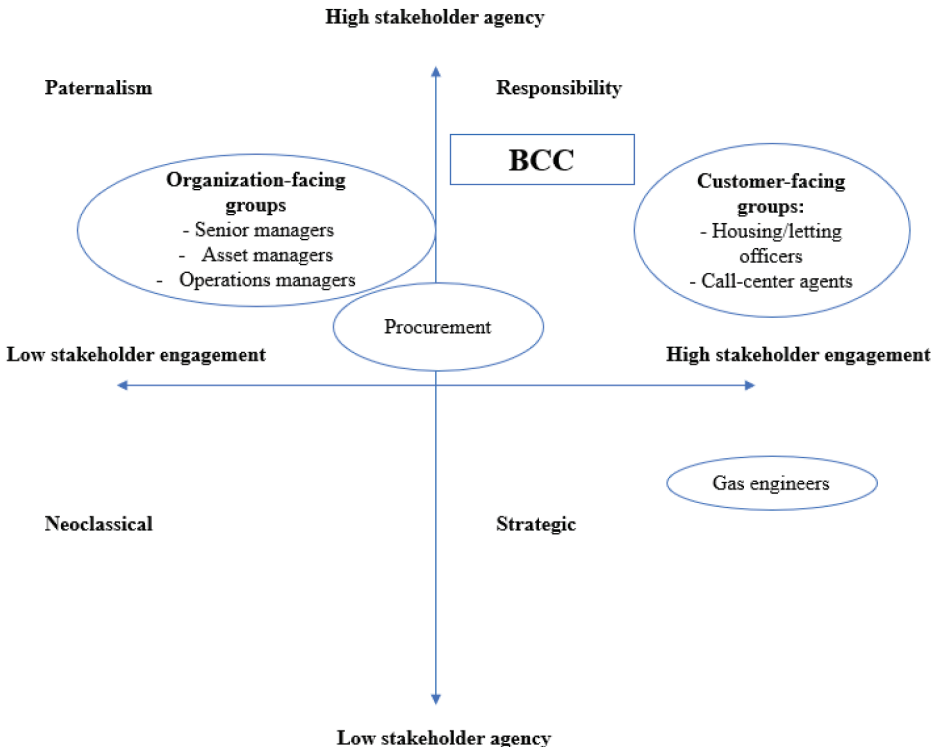 High stakeholder agency
Paternalism
Responsibility
BCC
Organization-facing
groups
- Senior managers
- Asset managers
- Operations managers
Customer-facing
groups:
- Housing/letting
officers
- Call-center agents
Procurement
Low stakeholder engagement
High stakeholder engagement
Gas engineers
Neoclassical
Strategic
Low stakeholder agency